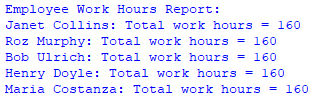 Employee Work Hours Report:
Janet Collins: Total work hours = 160
Roz Murphy: Total work hours = 160
Bob Ulrich: Total work hours = 160
Henry Doyle: Total work hours = 160
Maria Costanza: Total work hours = 160